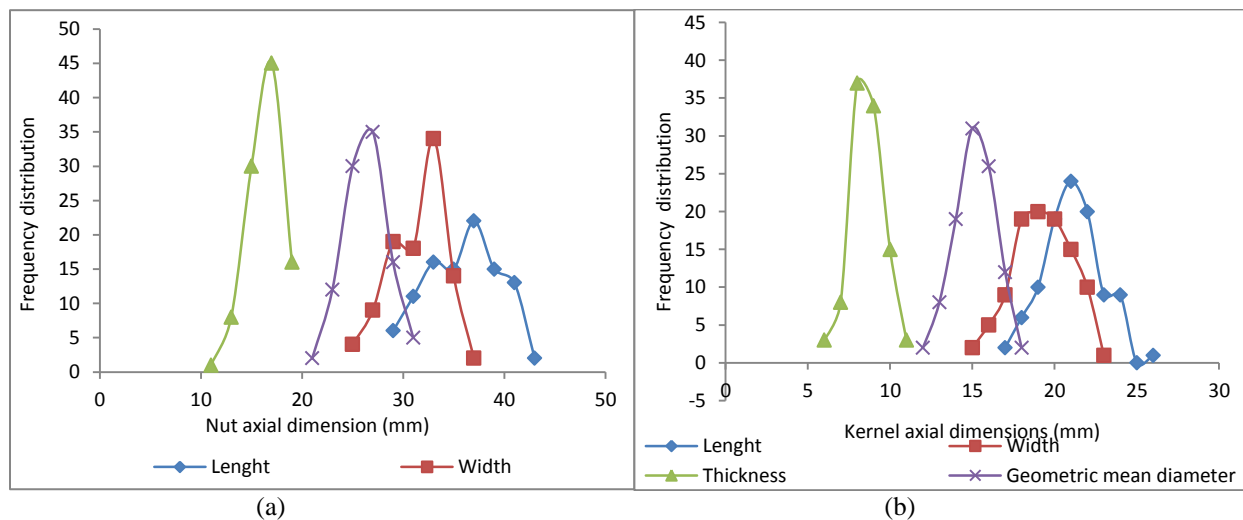 50
45
40
35
30
25
20
15
10
5
0
Frequency distribution
0 10 20 30 40 50
Nut axial dimension (mm)
Lenght Width
(a)
45
40
35
30
25
20
15
10
5
0
-5
Frequency distribution
0 5 10 15 20 25 30
Kernel axial dimensions (mm)
Lenght Width
Thickness Geometric mean diameter
(b)